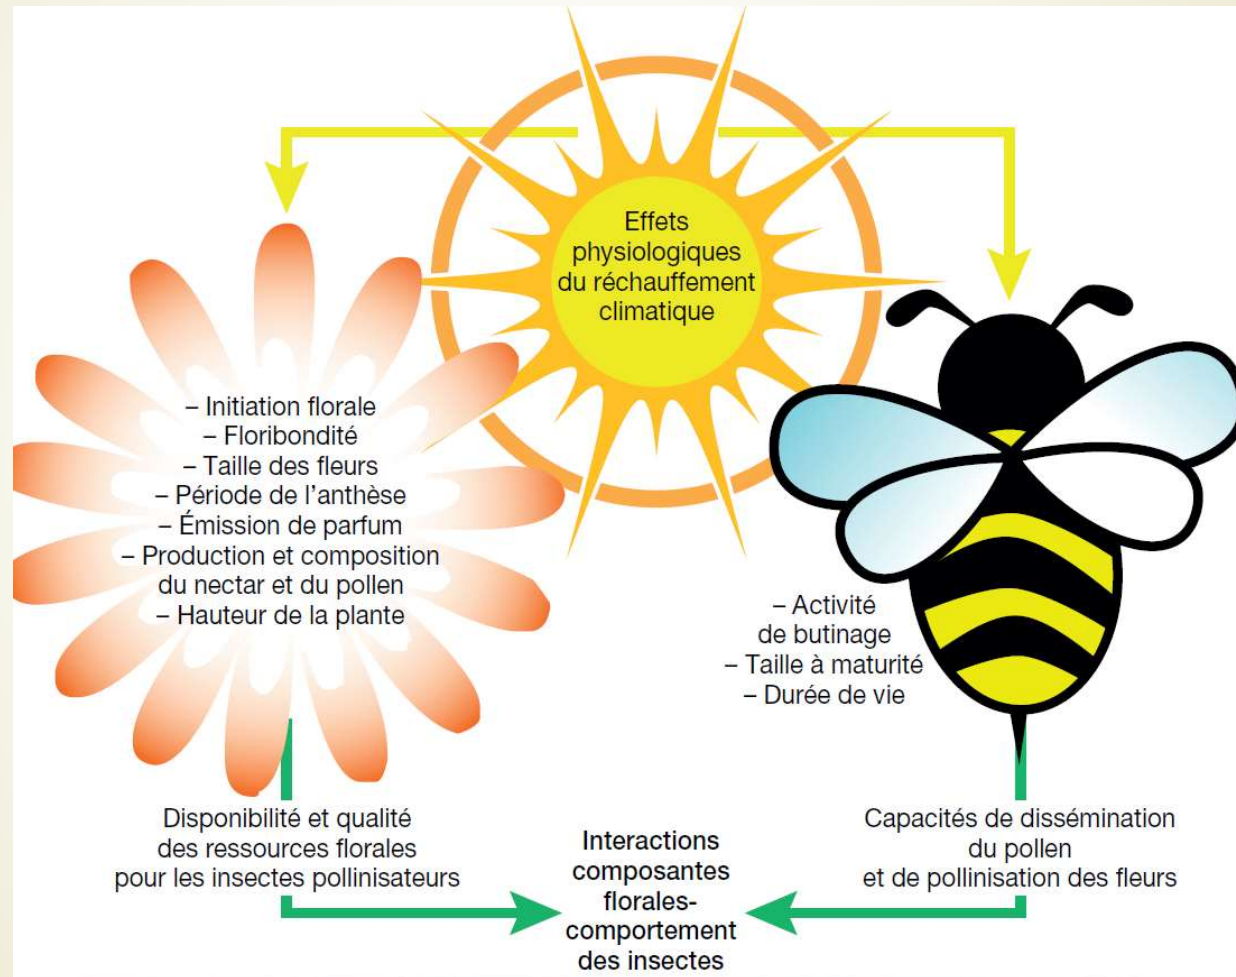 Effets
physiologiques
du réchauffement
climatique
– Initiation florale
– Floribondité
– Taille des fleurs
– Période de l’anthèse
– Émission de parfum
– Production et composition
du nectar et du pollen
– Hauteur de la plante
– Activité
de butinage
– Taille à maturité
– Durée de vie
Disponibilité et qualité
des ressources florales
pour les insectes pollinisateurs
Interactions
composantes
florales-
comportement
des insectes
Capacités de dissémination
du pollen
et de pollinisation des fleurs